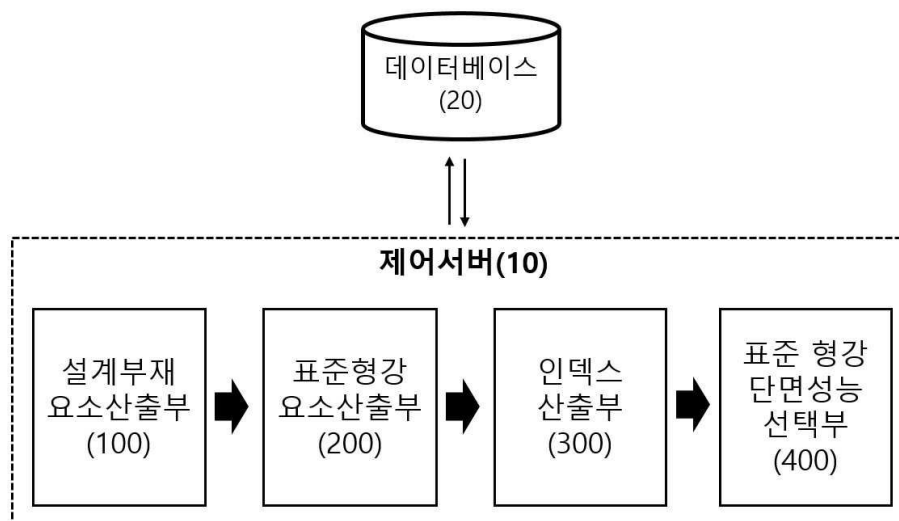 데이터베이스
(20)
제어서버(10)
설계부재
요소산출부
(100)
표준형강
요소산출부
(200)
인덱스
산출부
(300)
표준 형강
단면성능
선택부
(400)